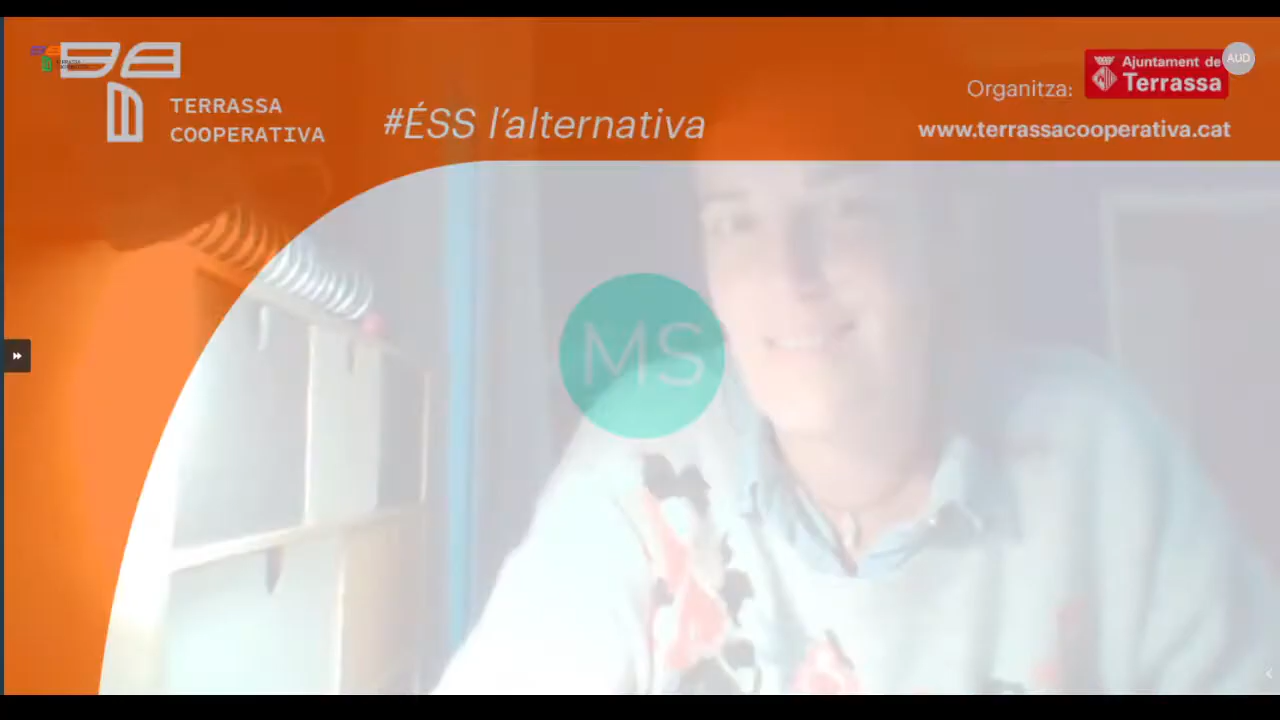 TERRASSA
COOPERATIVA
#ÉSS l'alternativa
Organitza:
Ajuntament de
Terrassa
www.terrassacooperativa.cat
AUD
MS